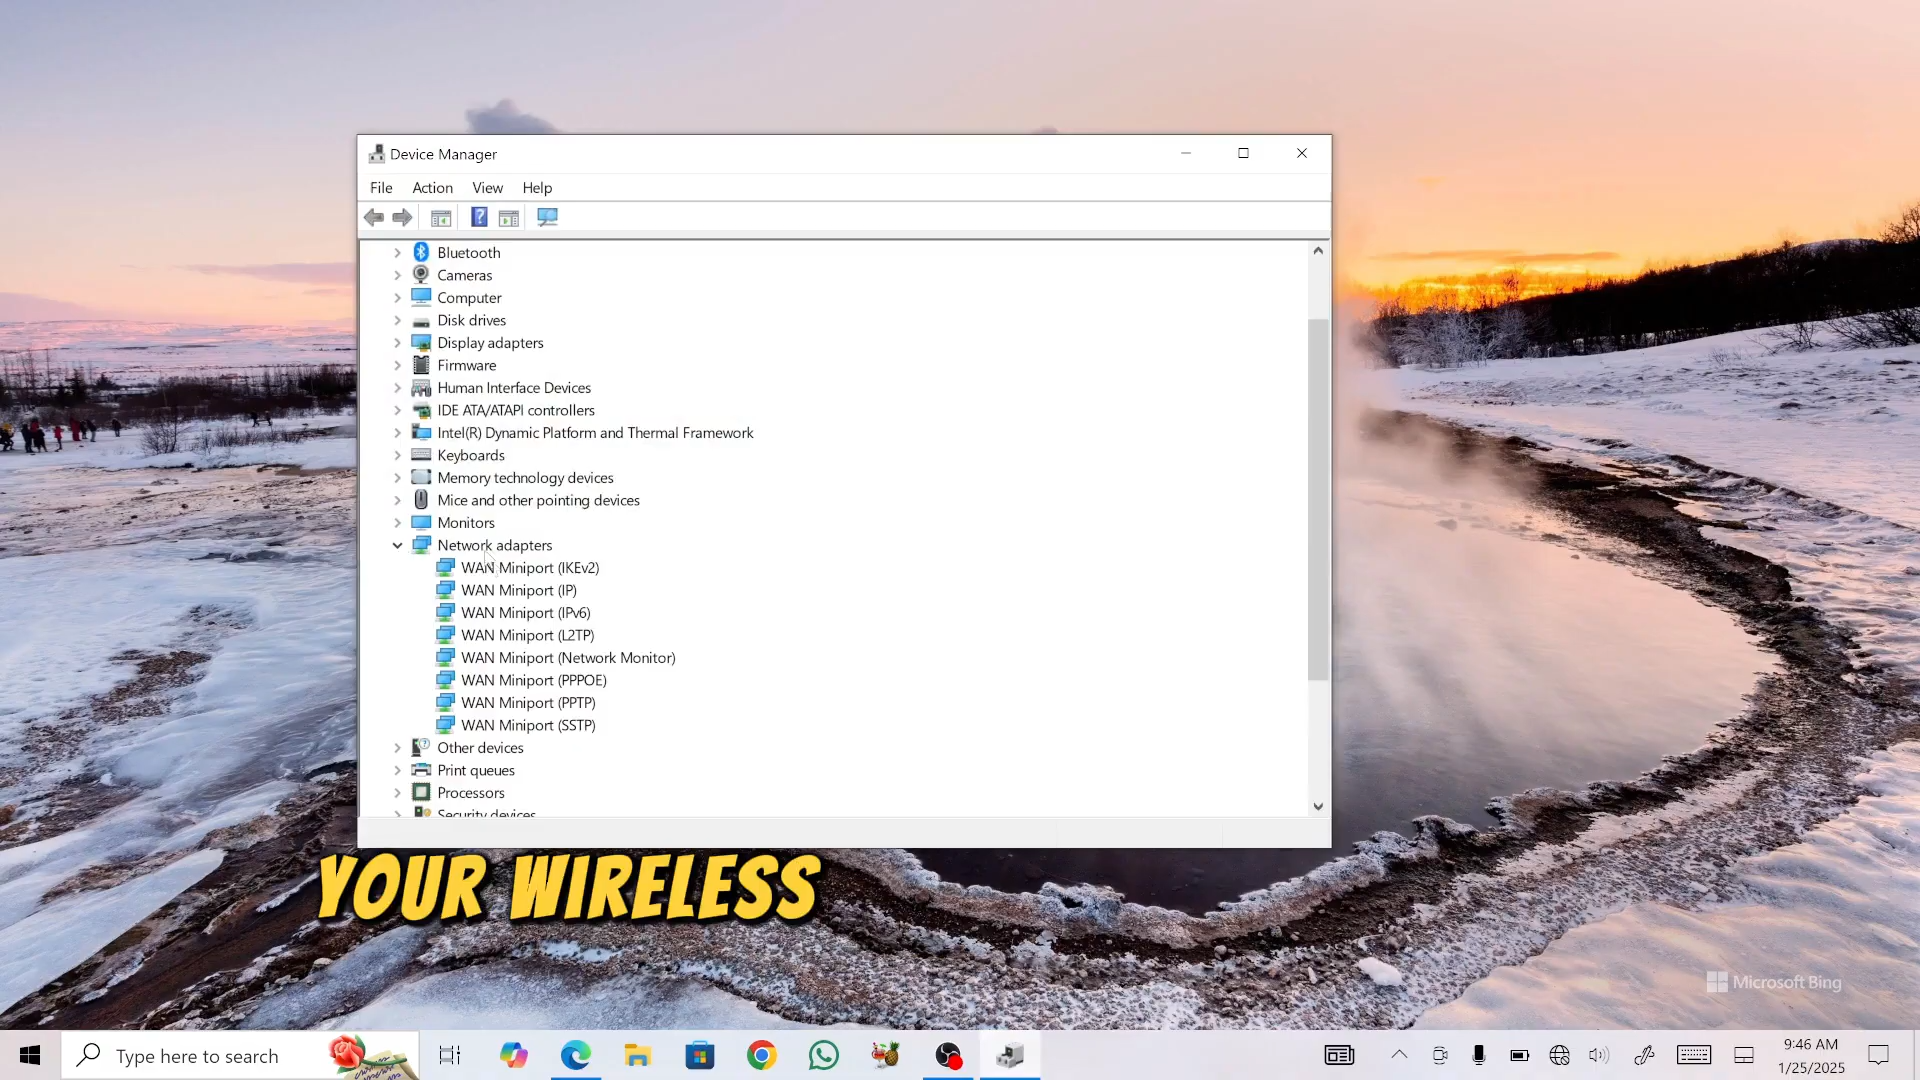 Device Manager
File Action View Help
Bluetooth
Cameras
Computer
Disk drives
Display adapters
Firmware
Human Interface Devices
IDE ATA/ATAPI controllers
Intel(R) Dynamic Platform and Thermal Framework
Keyboards
Memory technology devices
Mice and other pointing devices
Monitors
Network adapters
WAN Miniport (IKEv2)
WAN Miniport (IP)
WAN Miniport (IPv6)
WAN Miniport (L2TP)
WAN Miniport (Network Monitor)
WAN Miniport (PPPOE)
WAN Miniport (PPTP)
WAN Miniport (SSTP)
Other devices
Print queues
Processors
Security devices
YOUR WIRELESS
Microsoft Bing
Type here to search
9:46 AM
1/25/2025